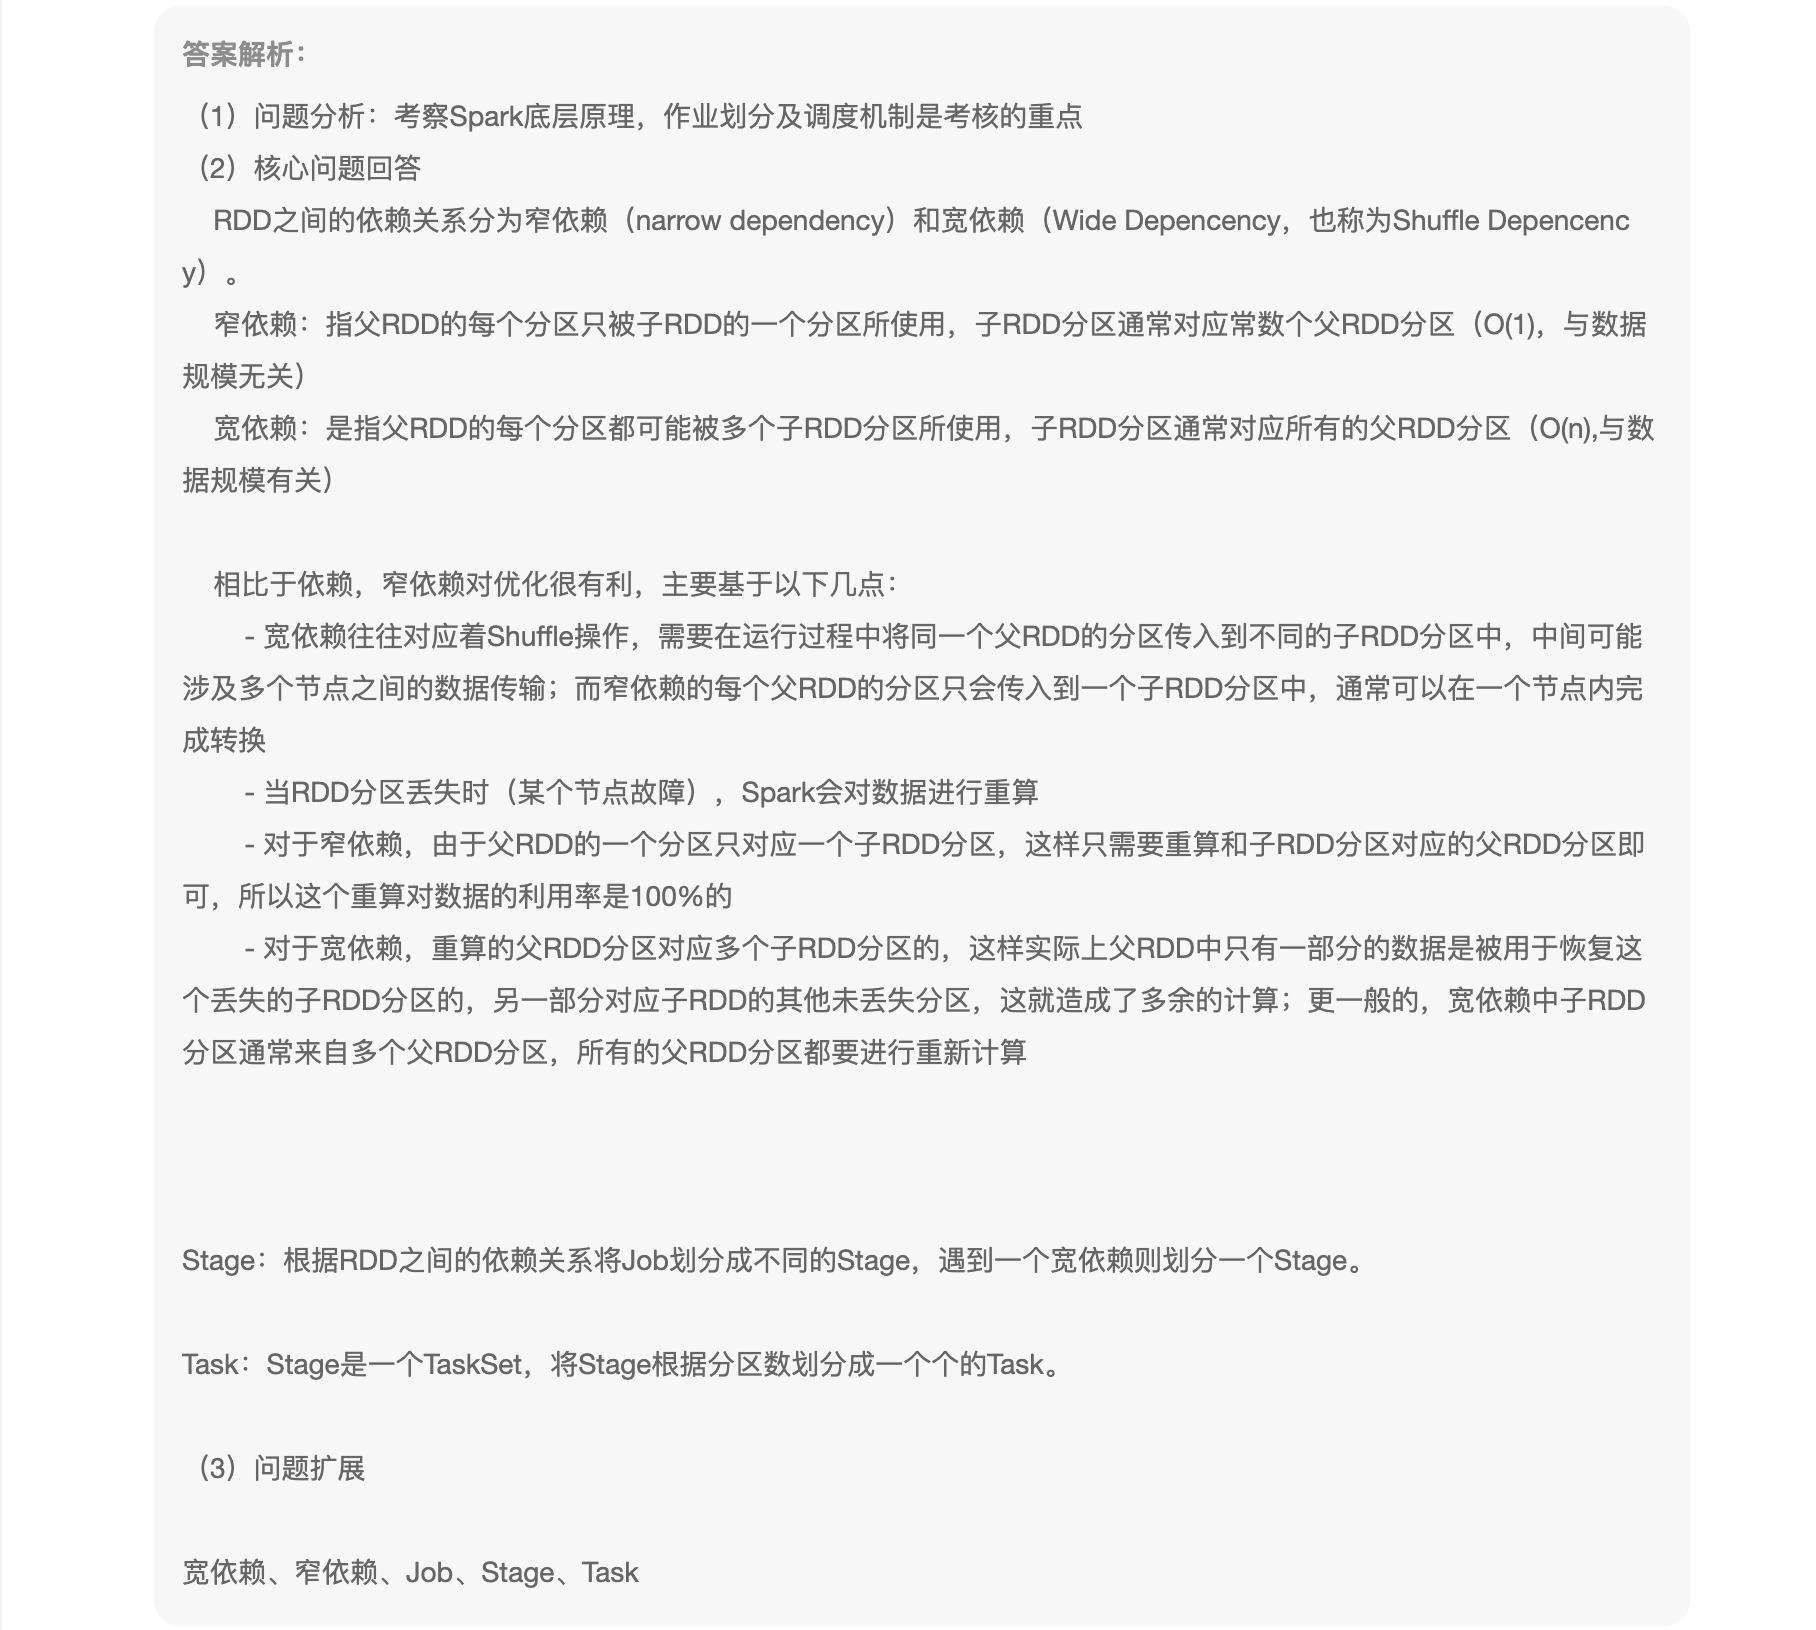 答案解析：
（1）问题分析：考察Spark底层原理，作业划分及调度机制是考核的重点
（2）核心问题回答
RDD之间的依赖关系分为窄依赖（narrow dependency）和宽依赖（Wide Depencency，也称为Shuffle Depencenc
y）。
窄依赖：指父RDD的每个分区只被子RDD的一个分区所使用，子RDD分区通常对应常数个父RDD分区（O(1)，与数据
规模无关）
宽依赖：是指父RDD的每个分区都可能被多个子RDD分区所使用，子RDD分区通常对应所有的父RDD分区（O(n),与数
据规模有关）
相比于依赖，窄依赖对优化很有利，主要基于以下几点：
- 宽依赖往往对应着Shuffle操作，需要在运行过程中将同一个父RDD的分区传入到不同的子RDD分区中，中间可能
涉及多个节点之间的数据传输；而窄依赖的每个父RDD的分区只会传入到一个子RDD分区中，通常可以在一个节点内完
成转换
- 当RDD分区丢失时（某个节点故障），Spark会对数据进行重算
- 对于窄依赖，由于父RDD的一个分区只对应一个子RDD分区，这样只需要重算和子RDD分区对应的父RDD分区即
可，所以这个重算对数据的利用率是100%的
- 对于宽依赖，重算的父RDD分区对应多个子RDD分区的，这样实际上父RDD中只有一部分的数据是被用于恢复这
个丢失的子RDD分区的，另一部分对应子RDD的其他未丢失分区，这就造成了多余的计算；更一般的，宽依赖中子RDD
分区通常来自多个父RDD分区，所有的父RDD分区都要进行重新计算
Stage：根据RDD之间的依赖关系将Job划分成不同的Stage，遇到一个宽依赖则划分一个Stage。
Task：Stage是一个TaskSet，将Stage根据分区数划分成一个个的Task。
（3）问题扩展
宽依赖、窄依赖、Job、Stage、Task